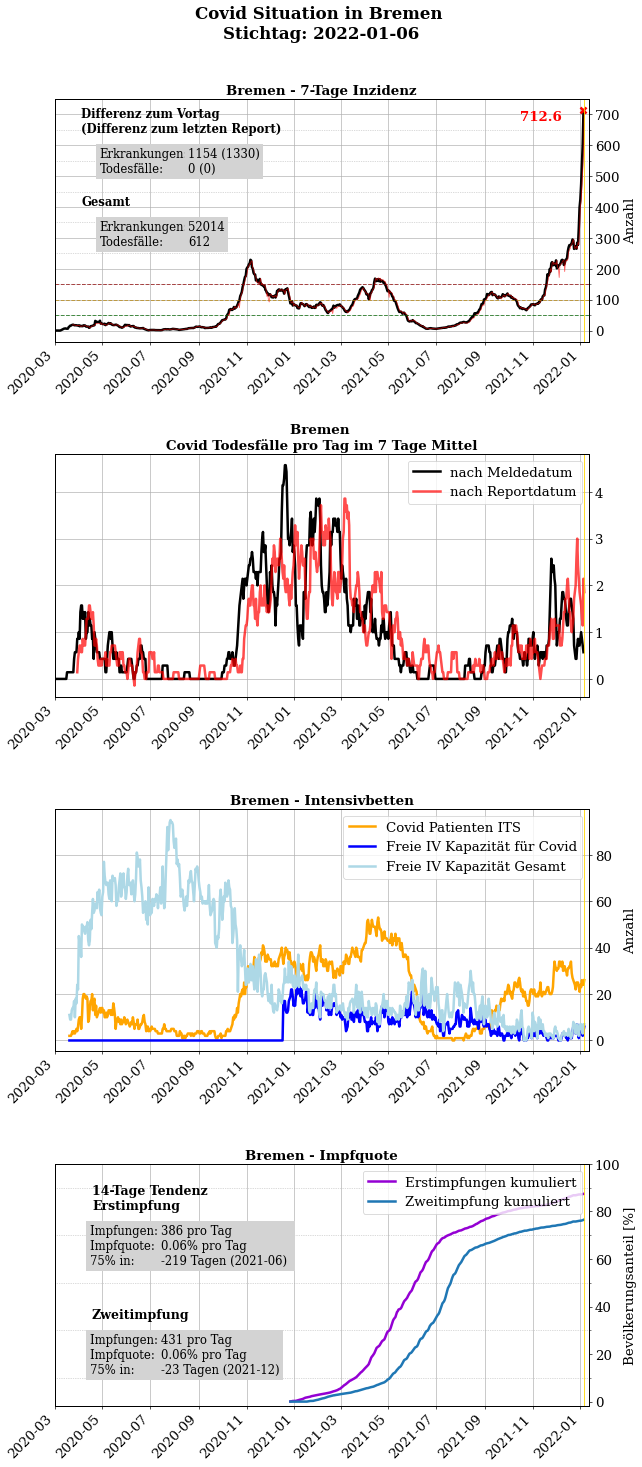 Covid Situation in Bremen
Stichtag: 2022-01-06
Bremen - 7-Tage Inzidenz
Differenz zum Vortag
(Differenz zum letzten Report)
Erkrankungen 1154 (1330)
Todesfälle: 0 (0)
Gesamt
Erkrankungen 52014
Todesfälle: 612
712.6
700
600
500
400
300
200
100
0
Anzahl
2020-03
2020-05
2020-07
2020-09
2020-11
2021-01
2021-03
2021-05
2021-07
2021-09
2021-11
2022-01
Bremen
Covid Todesfälle pro Tag im 7 Tage Mittel
nach Meldedatum
nach Reportdatum
4
3
2
1
0
2020-03
2020-05
2020-07
2020-09
2020-11
2021-01
2021-03
2021-05
2021-07
2021-09
2021-11
2022-01
Bremen - Intensivbetten
Covid Patienten ITS
Freie IV Kapazität für Covid
Freie IV Kapazität Gesamt
80
60
40
20
0
Anzahl
2020-03
2020-05
2020-07
2020-09
2020-11
2021-01
2021-03
2021-05
2021-07
2021-09
2021-11
2022-01
Bremen - Impfquote
14-Tage Tendenz
Erstimpfung
Impfungen: 386 pro Tag
Impfquote: 0.06% pro Tag
75% in: -219 Tagen (2021-06)
Zweitimpfung
Impfungen: 431 pro Tag
Impfquote: 0.06% pro Tag
75% in: -23 Tagen (2021-12)
Erstimpfungen kumuliert
Zweitimpfung kumuliert
100
80
60
40
20
0
Bevölkerungsanteil [%]
2020-03
2020-05
2020-07
2020-09
2020-11
2021-01
2021-03
2021-05
2021-07
2021-09
2021-11
2022-01